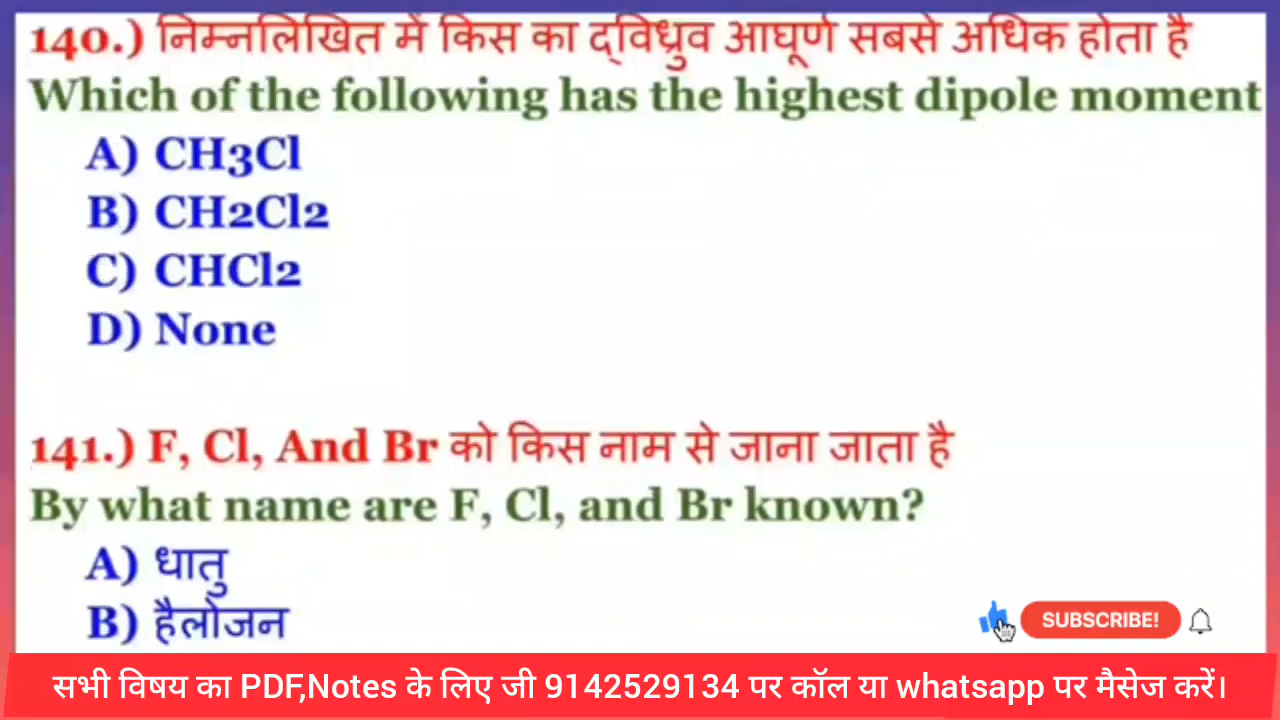 140.) निम्नलिखित में किस का द्विध्रुव आघूर्ण सबसे अधिक होता है
Which of the following has the highest dipole moment
A) CH3Cl
B) CH2Cl2
C) CHCl2
D) None
141.) F, Cl, And Br को किस नाम से जाना जाता है
By what name are F, Cl, and Br known?
A) धातु
B) हैलोजन
SUBSCRIBE!
सभी विषय का PDF,Notes के लिए जी 9142529134 पर कॉल या whatsapp पर मैसेज करें।